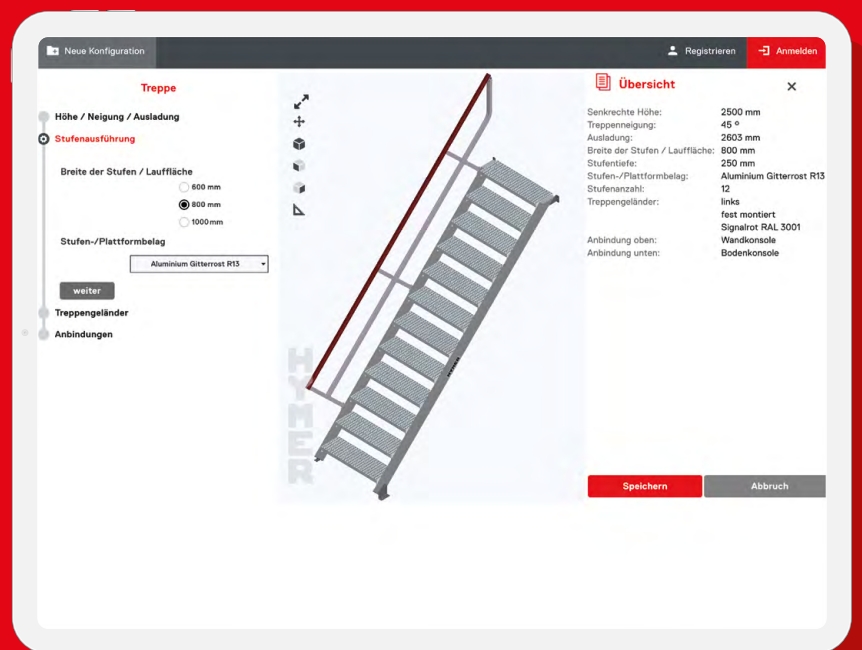 Neue Konfiguration
Registrieren
Anmelden
Treppe
Höhe / Neigung / Ausladung
Stufenausführung
Breite der Stufen / Lauffläche
600 mm
800 mm
1000 mm
Stufen-/Plattformbelag
Aluminium Gitterrost R13
weiter
Treppengeländer
Anbindungen
HYMER
HYMER
Übersicht
Senkrechte Höhe: 2500 mm
Treppenneigung: 45 °
Ausladung: 2603 mm
Breite der Stufen / Lauffläche: 800 mm
Stufentiefe: 250 mm
Stufen-/Plattformbelag: Aluminium Gitterrost R13
Stufenanzahl: 12
Treppengeländer: links
fest montiert
Signalrot RAL 3001
Anbindung oben: Wandkonsole
Anbindung unten: Bodenkonsole
Speichern
Abbruch